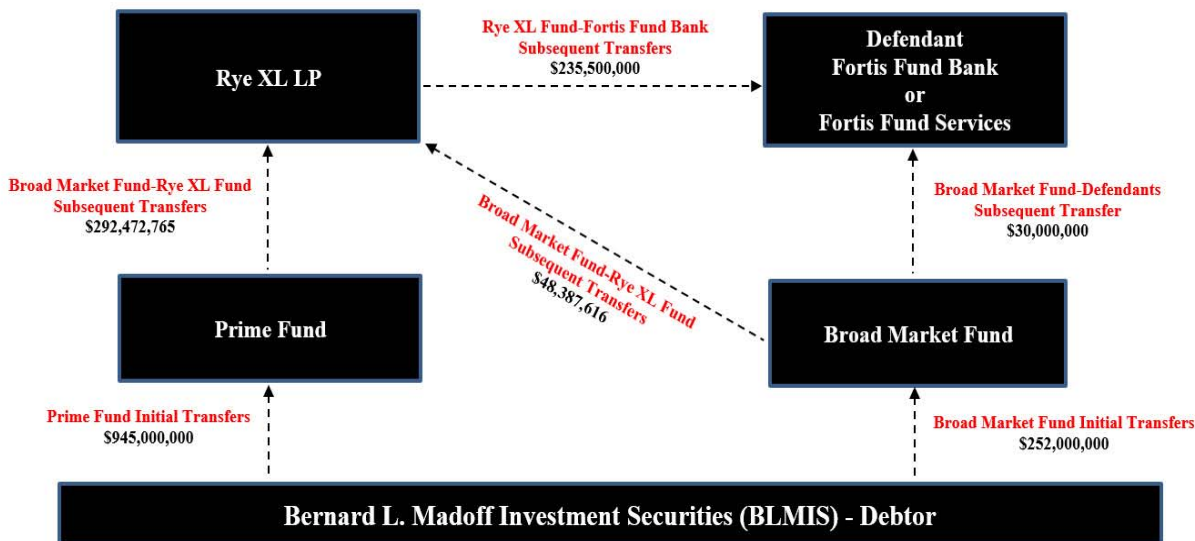 Rye XL LP
Rye XL Fund-Fortis Fund Bank
Subsequent Transfers
$235,500,000
Defendant
Fortis Fund Bank
or
Fortis Fund Services
Broad Market Fund-Rye XL Fund
Subsequent Transfers
$292,472,765
Broad Market Fund-Rye XL Fund
Subsequent Transfers
$48,387,616
Broad Market Fund-Defendants
Subsequent Transfer
$30,000,000
Prime Fund
Broad Market Fund
Prime Fund Initial Transfers
$945,000,000
Broad Market Fund Initial Transfers
$252,000,000
Bernard L. Madoff Investment Securities (BLMIS) - Debtor